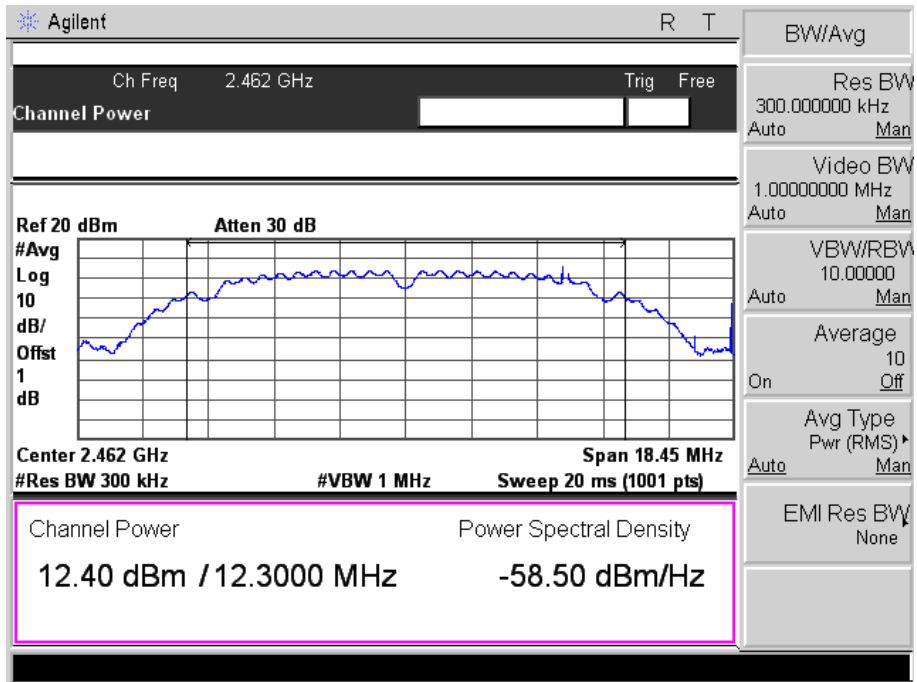 Agilent R T
Ch Freq 2.462 GHz Trig Free
Channel Power
Ref 20 dBm Atten 30 dB
#Avg
Log
10
dB/
Offst
1
dB
Center 2.462 GHz Span 18.45 MHz
#Res BW 300 kHz #VBW 1 MHz Sweep 20 ms (1001 pts)
Channel Power Power Spectral Density
12.40 dBm / 12.3000 MHz -58.50 dBm/Hz
BW/Avg
Res BW
300.000000 kHz
Auto Man
Video BW
1.00000000 MHz
Auto Man
VBW/RBW
10.00000
Auto Man
Average
10
On Off
Avg Type
Pwr (RMS)
Auto Man
EMI Res BW
None